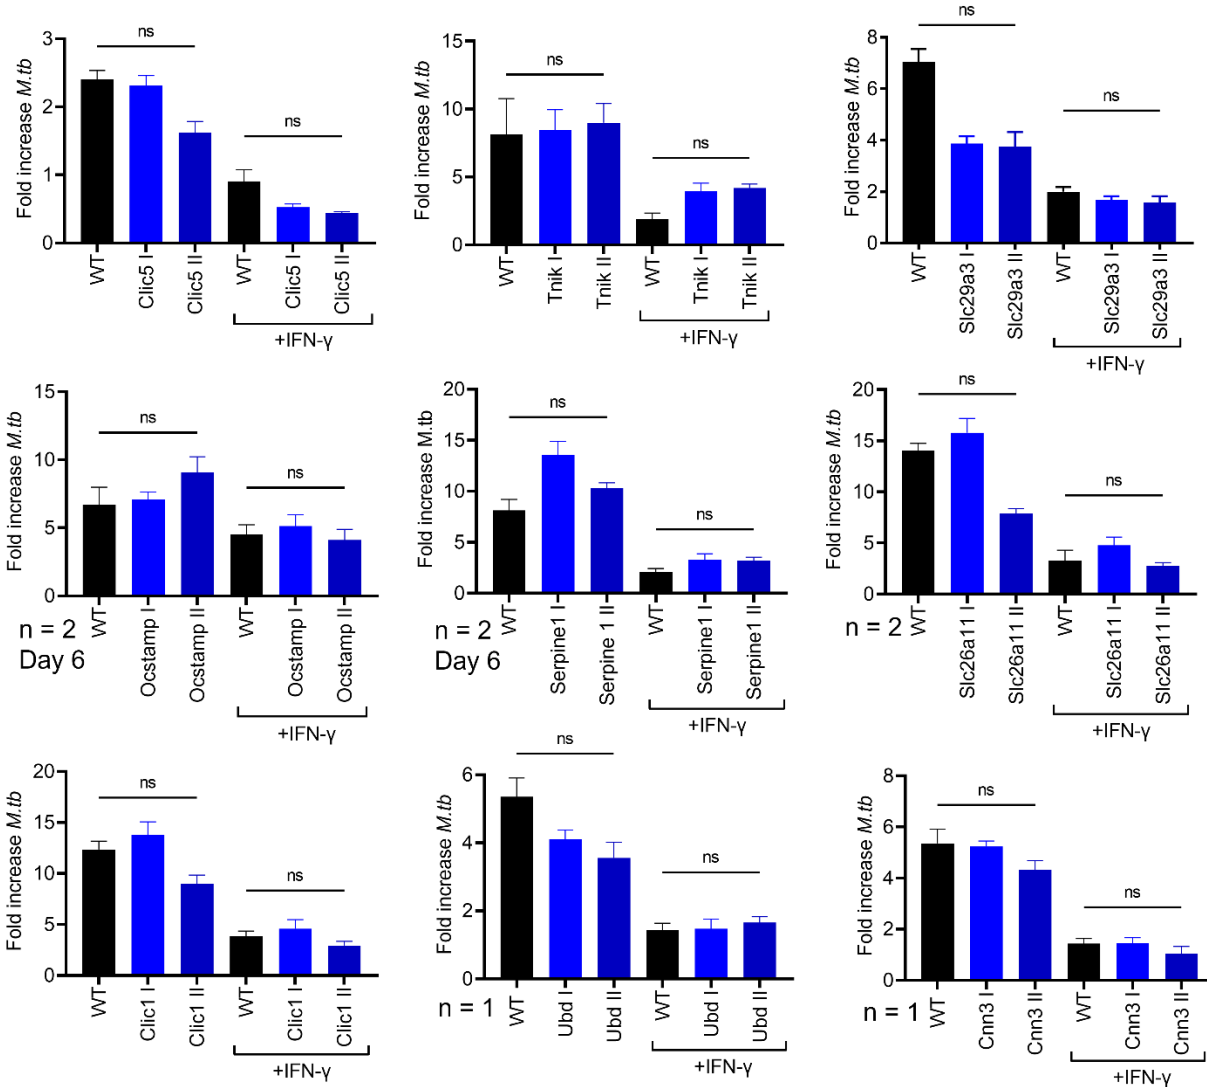 Fold increase M.tb
3
2
1
0
ns
ns
WT
Clic5 I
Clic5 II
WT
Clic5 I
Clic5 II
+IFN-γ
Fold increase M.tb
15
10
5
0
ns
ns
WT
Tnik I
Tnik II
WT
Tnik I
Tnik II
+IFN-γ
Fold increase M.tb
8
6
4
2
0
ns
ns
WT
Slc29a3 I
Slc29a3 II
WT
Slc29a3 I
Slc29a3 II
+IFN-γ
Fold increase M.tb
15
10
5
0
ns
ns
WT
Ocstamp I
Ocstamp II
WT
Ocstamp I
Ocstamp II
+IFN-γ
n = 2
Day 6
Fold increase M.tb
20
15
10
5
0
ns
ns
WT
Serpine1 I
Serpine 1 II
WT
Serpine1 I
Serpine1 II
+IFN-γ
n = 2
Day 6
Fold increase M.tb
20
15
10
5
0
ns
ns
WT
Slc26a11 I
Slc26a11 II
WT
Slc26a11 I
Slc26a11 II
+IFN-γ
n = 2
Fold increase M.tb
20
15
10
5
0
ns
ns
WT
Clic1 I
Clic1 II
WT
Clic1 I
Clic1 II
+IFN-γ
Fold increase M.tb
6
4
2
0
ns
ns
WT
Ubd I
Ubd II
WT
Ubd I
Ubd II
+IFN-γ
n = 1
Fold increase M.tb
8
6
4
2
0
ns
ns
WT
Cnn3 I
Cnn3 II
WT
Cnn3 I
Cnn3 II
+IFN-γ
n = 1